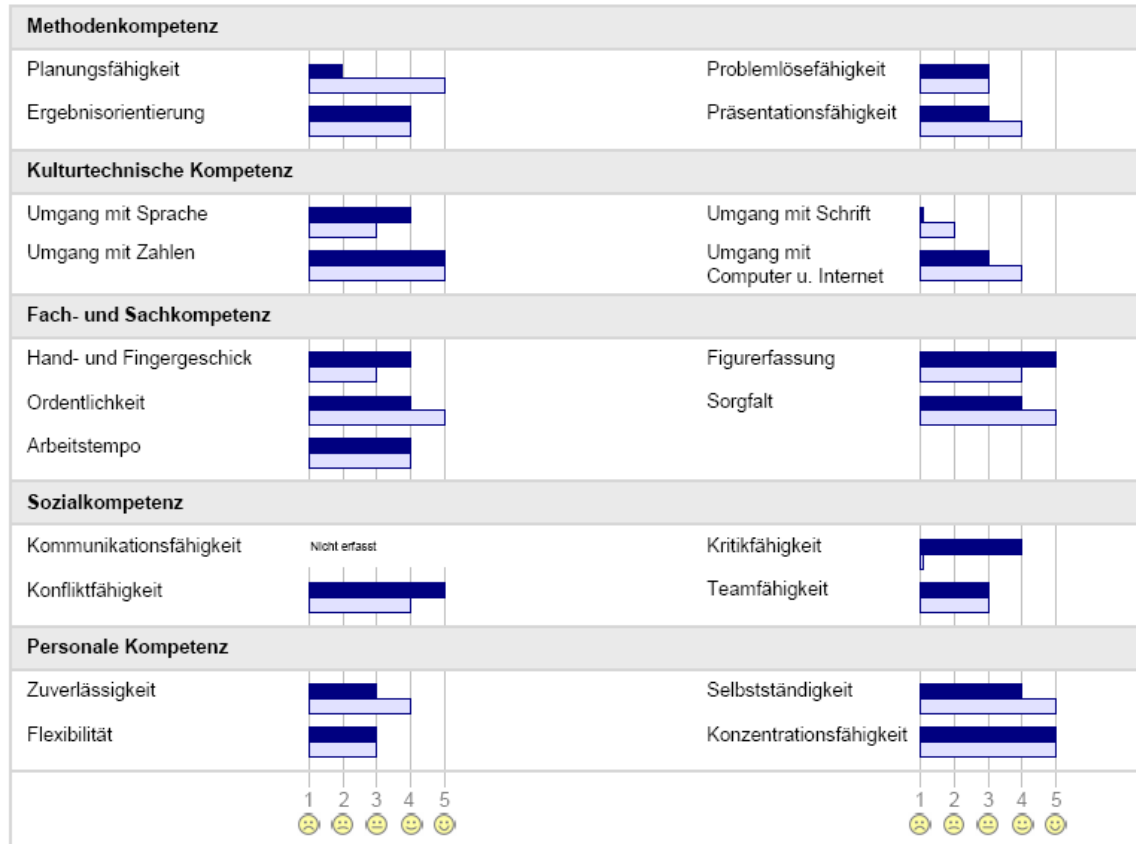 Methodenkompetenz
Planungsfähigkeit
Problemlösefähigkeit
Ergebnisorientierung
Präsentationsfähigkeit
Kulturtechnische Kompetenz
Umgang mit Sprache
Umgang mit Schrift
Umgang mit Zahlen
Umgang mit
Computer u. Internet
Fach- und Sachkompetenz
Hand- und Fingergeschick
Figurerfassung
Ordentlichkeit
Sorgfalt
Arbeitstempo
Sozialkompetenz
Kommunikationsfähigkeit
Nicht erfasst
Kritikfähigkeit
Konfliktfähigkeit
Teamfähigkeit
Personale Kompetenz
Zuverlässigkeit
Selbstständigkeit
Flexibilität
Konzentrationsfähigkeit
1 2 3 4 5
1 2 3 4 5